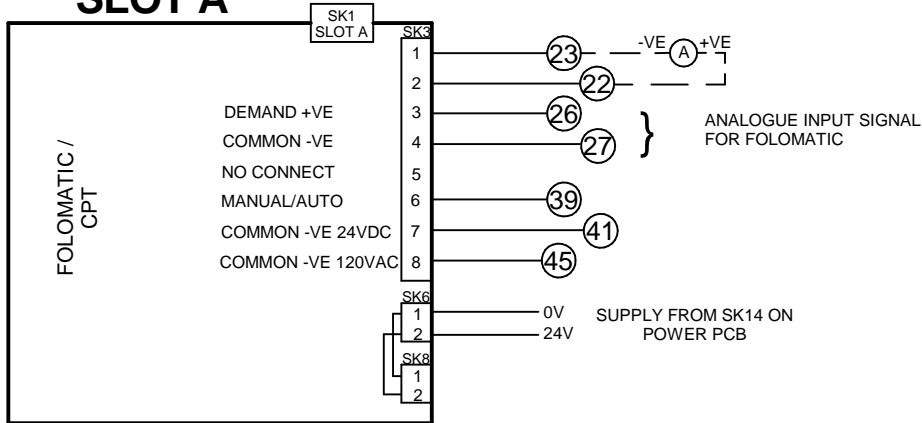 SLOT A
SK1
SLOT A
SK3
1
23
-VE
A
+VE
2
22
DEMAND +VE
3
26
COMMON -VE
4
27
}
ANALOGUE INPUT SIGNAL
FOR FOLOMATIC
NO CONNECT
5
MANUAL/AUTO
6
39
COMMON -VE 24VDC
7
41
COMMON -VE 120VAC
8
45
FOLOMATIC /
CPT
SK6
1
0V
2
24V
SUPPLY FROM SK14 ON
POWER PCB
SK8
1
2